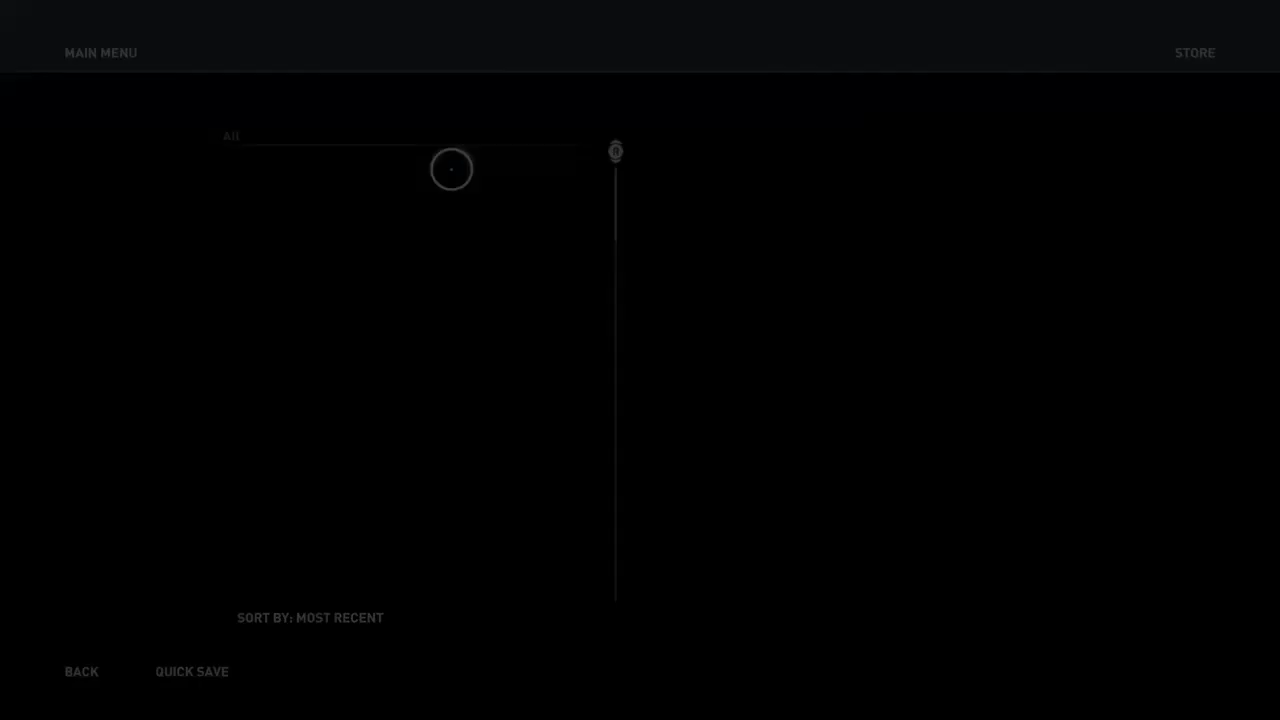 MAIN MENU
STORE
All
R
SORT BY: MOST RECENT
BACK
QUICK SAVE